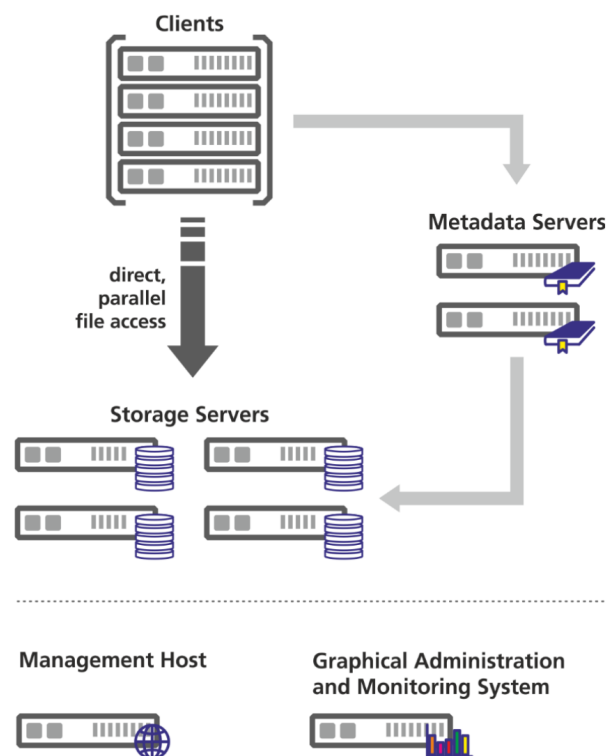 Clients
Metadata Servers
direct,
parallel
file access
Storage Servers
Management Host
Graphical Administration
and Monitoring System